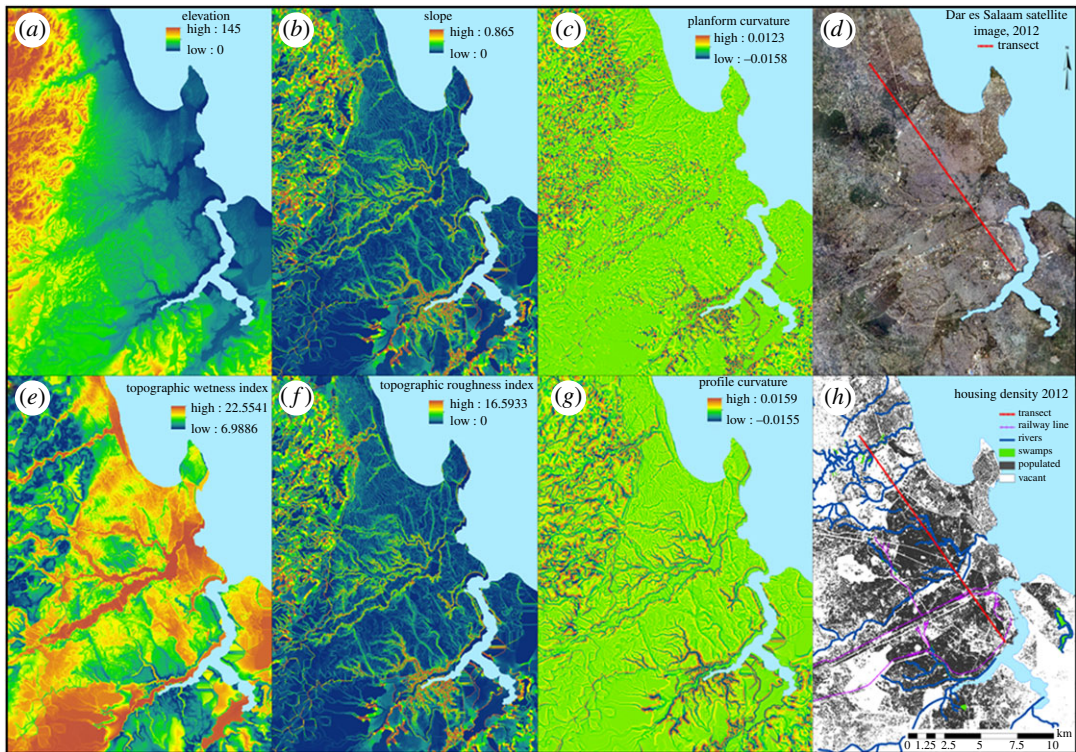 (a)
elevation
high : 145
low : 0
(b)
slope
high : 0.865
low : 0
(c)
planform curvature
high : 0.0123
low : –0.0158
(d)
Dar es Salaam satellite
image, 2012
transect
(e)
topographic wetness index
high : 22.5541
low : 6.9886
(f)
topographic roughness index
high : 16.5933
low : 0
(g)
profile curvature
high : 0.0159
low : –0.0155
(h)
housing density 2012
transect
railway line
rivers
swamps
populated
vacant
km
0 1.25 2.5 5 7.5 10